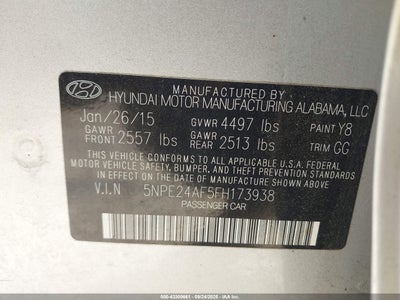 MANUFACTURED BY
HYUNDAI MOTOR MANUFACTURING ALABAMA, LLC
Jan/26/15 GVWR 4497 lbs PAINT Y8
GAWR FRONT 2557 lbs GAWR REAR 2513 lbs TRIM GG
THIS VEHICLE CONFORMS TO ALL APPLICABLE U.S.A. FEDERAL
MOTOR VEHICLE SAFETY, BUMPER, AND THEFT PREVENTION
STANDARDS IN EFFECT ON THE DATE OF MANUFACTURE SHOWN ABOVE.
V.I.N 5NPE24AF5FH173938
PASSENGER CAR